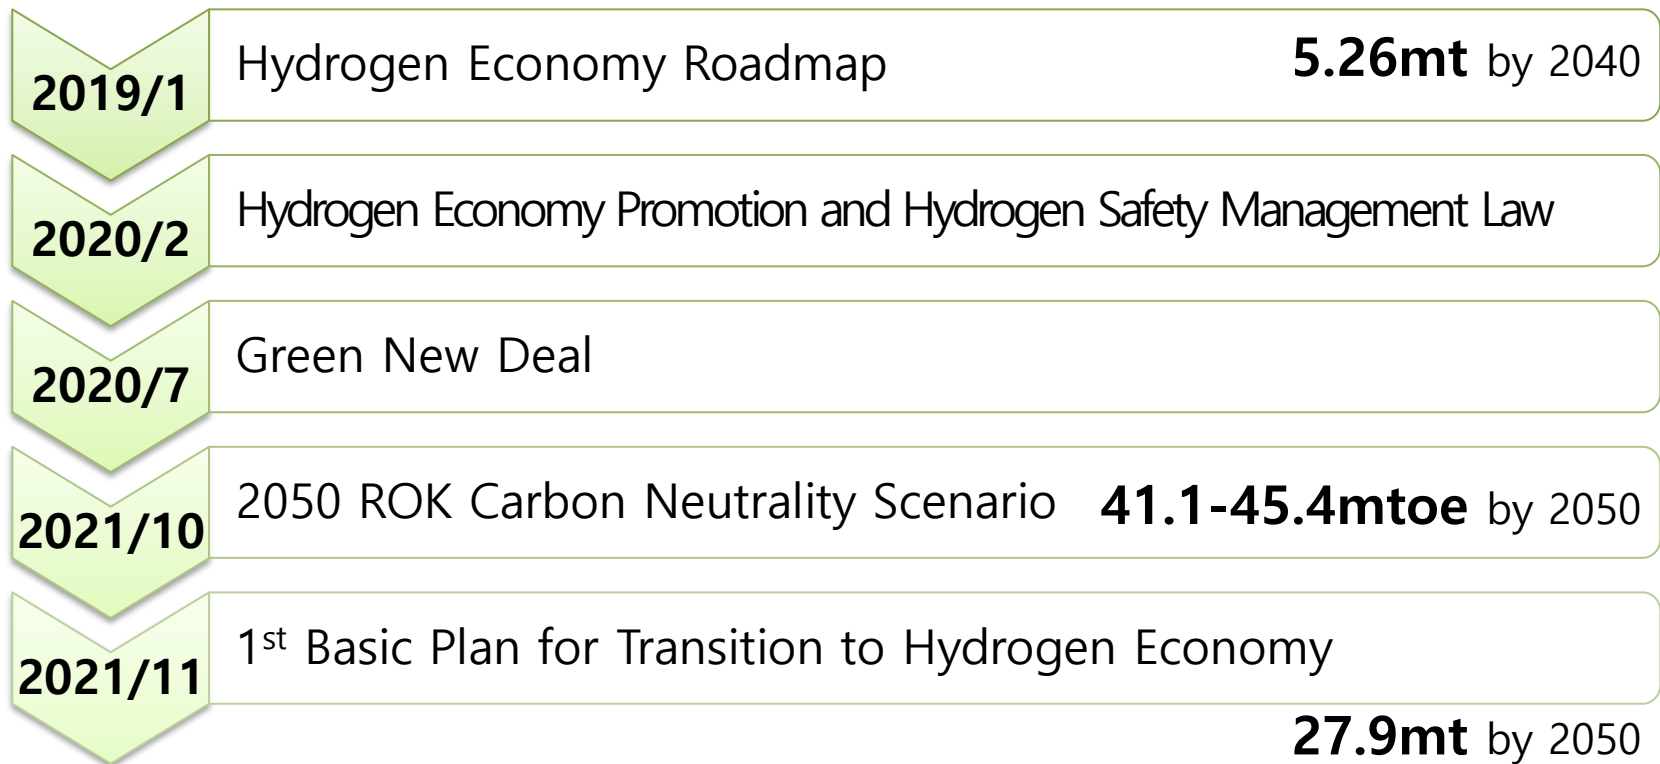 2019/1
Hydrogen Economy Roadmap 5.26mt by 2040
2020/2
Hydrogen Economy Promotion and Hydrogen Safety Management Law
2020/7
Green New Deal
2021/10
2050 ROK Carbon Neutrality Scenario 41.1-45.4mtoe by 2050
2021/11
1st Basic Plan for Transition to Hydrogen Economy
27.9mt by 2050